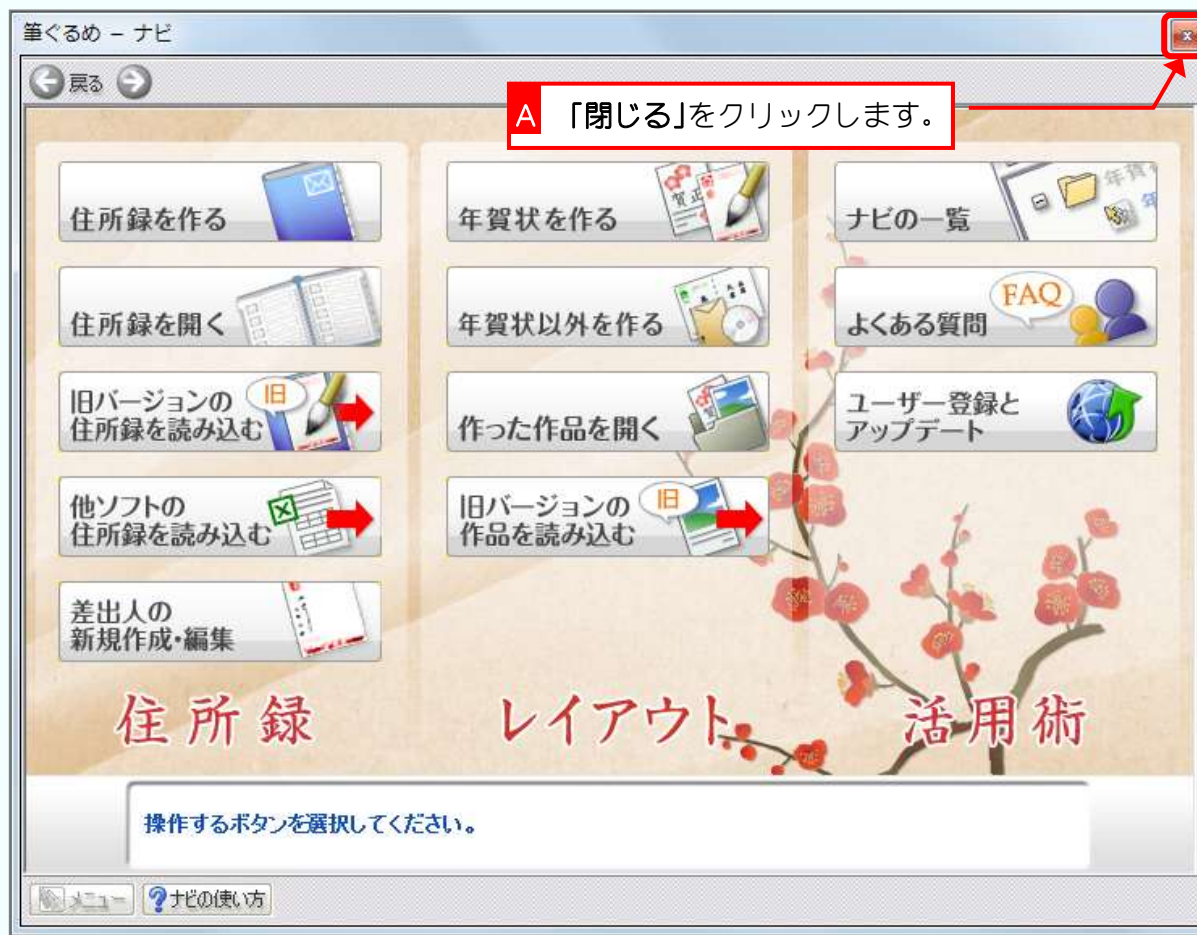 筆ぐるめ － ナビ
戻る
A 「閉じる」をクリックします。
住所録を作る
住所録を開く
旧バージョンの
住所録を読み込む
旧
他ソフトの
住所録を読み込む
差出人の
新規作成･編集
住所録
年賀状を作る
年賀状以外を作る
作った作品を開く
旧バージョンの
作品を読み込む
旧
レイアウト
ナビの一覧
よくある質問
FAQ
ユーザー登録と
アップデート
活用術
操作するボタンを選択してください。
メニュー
ナビの使い方